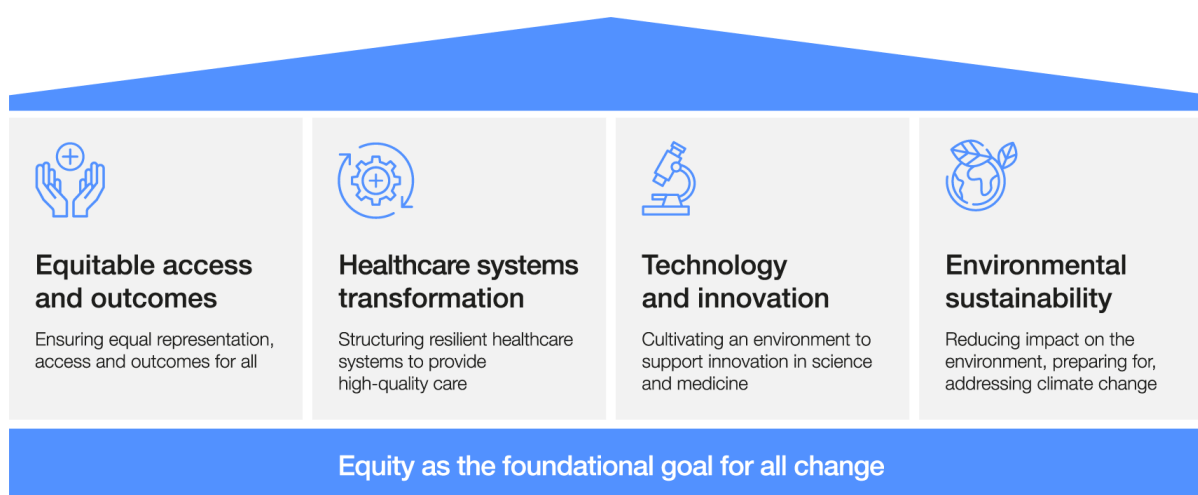 Equitable access
and outcomes
Ensuring equal representation,
access and outcomes for all
Healthcare systems
transformation
Structuring resilient healthcare
systems to provide
high-quality care
Technology
and innovation
Cultivating an environment to
support innovation in science
and medicine
Environmental
sustainability
Reducing impact on the
environment, preparing for,
addressing climate change
Equity as the foundational goal for all change